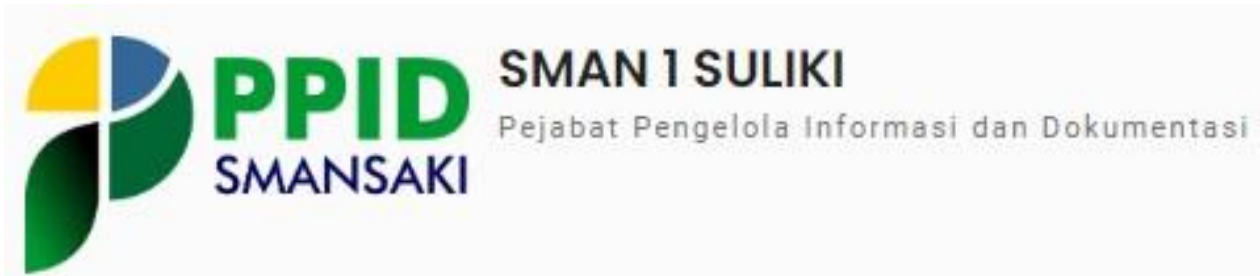 PPID
SMANSAKI
SMAN 1 SULIKI
Pejabat Pengelola Informasi dan Dokumentasi